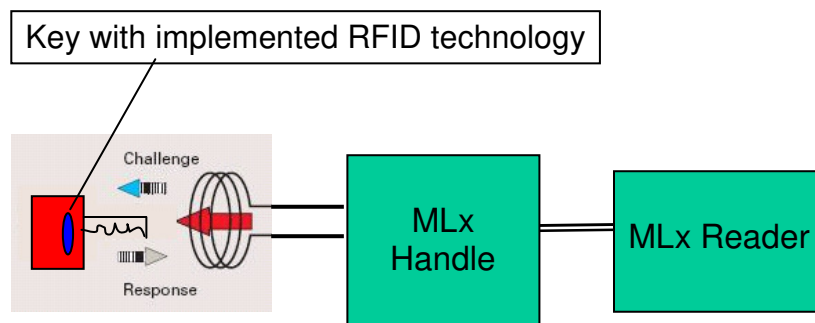 Key with implemented RFID technology
Challenge
Response
MLx
Handle
MLx Reader